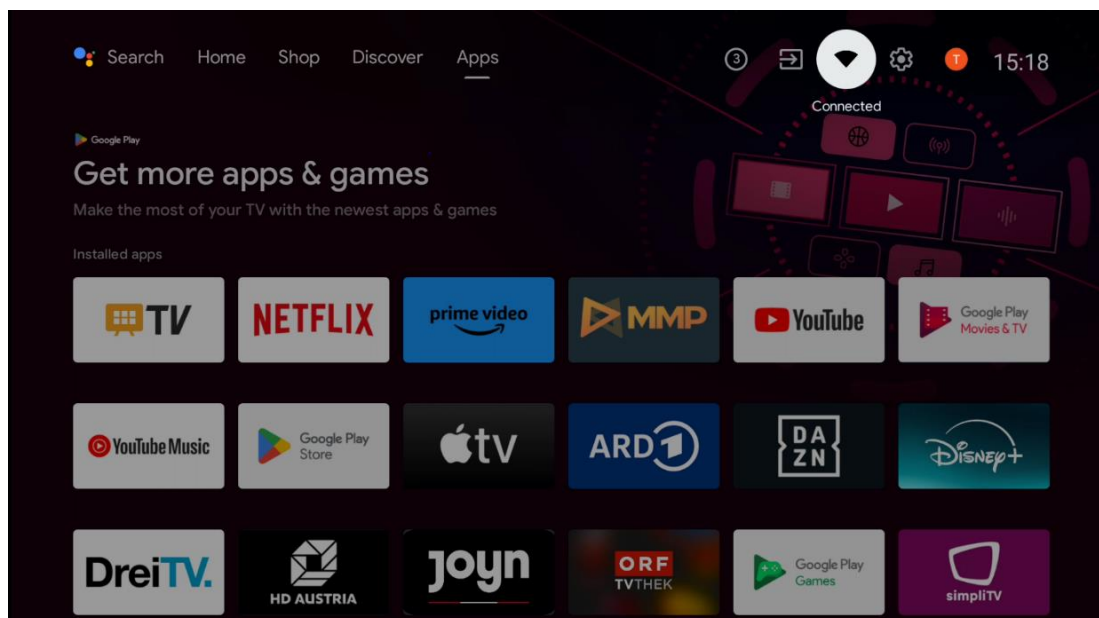 Search Home Shop Discover Apps
3
T
15:18
Connected
Google Play
Get more apps & games
Make the most of your TV with the newest apps & games
Installed apps
TV
NETFLIX
prime video
MMP
YouTube
Google Play
Movies & TV
YouTube Music
Google Play
Store
tv
ARD 1
DA
ZN
Disney+
DreiTV.
HD AUSTRIA
JOYN
ORF
TVTHEK
Google Play
Games
simpliTV